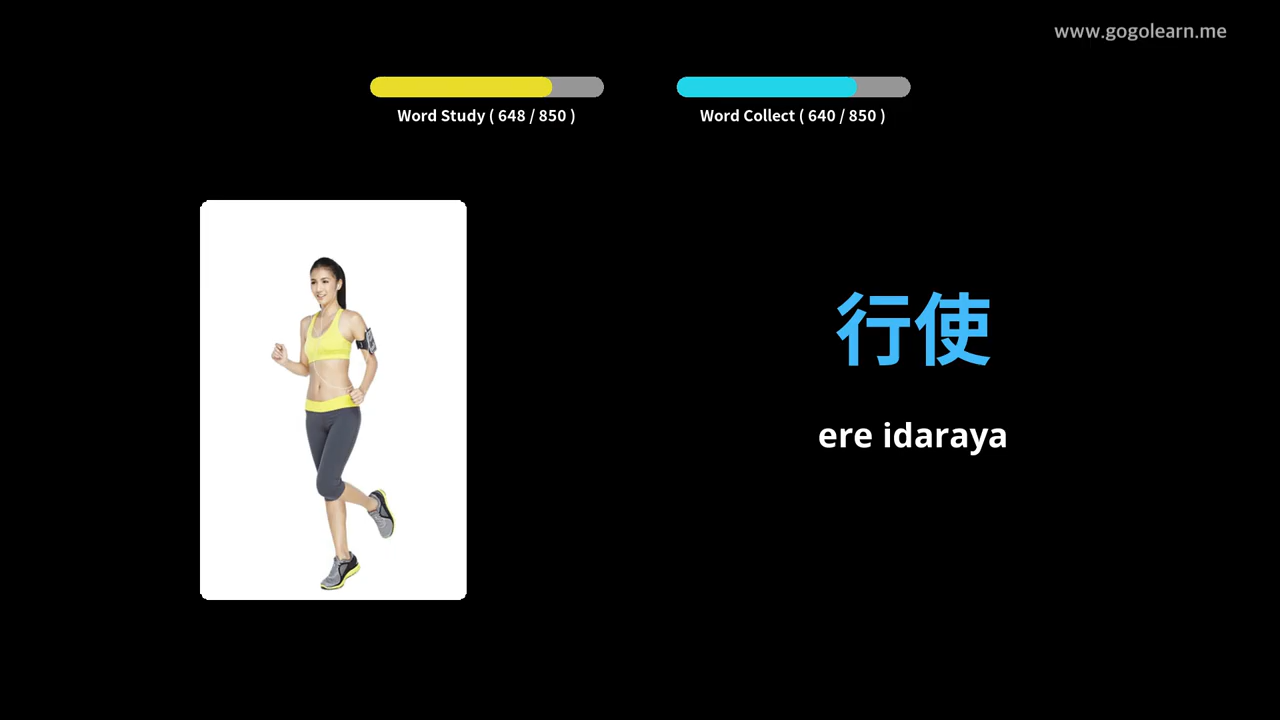 www.gogolearn.me
Word Study ( 648 / 850 )
Word Collect ( 640 / 850 )
行使
ere idaraya